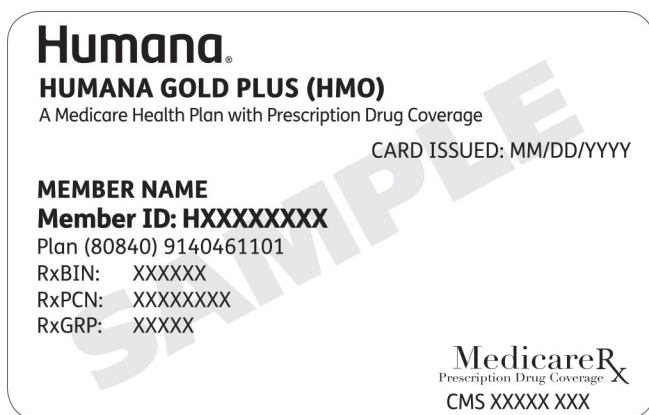 Humana®
HUMANA GOLD PLUS (HMO)
A Medicare Health Plan with Prescription Drug Coverage
CARD ISSUED: MM/DD/YYYY
SAMPLE
MEMBER NAME
Member ID: HXXXXXXXX
Plan (80840) 9140461101
RxBIN: XXXXXX
RxPCN: XXXXXXXX
RxGRP: XXXXX
MedicareRx
Prescription Drug Coverage
CMS XXXXX XXX